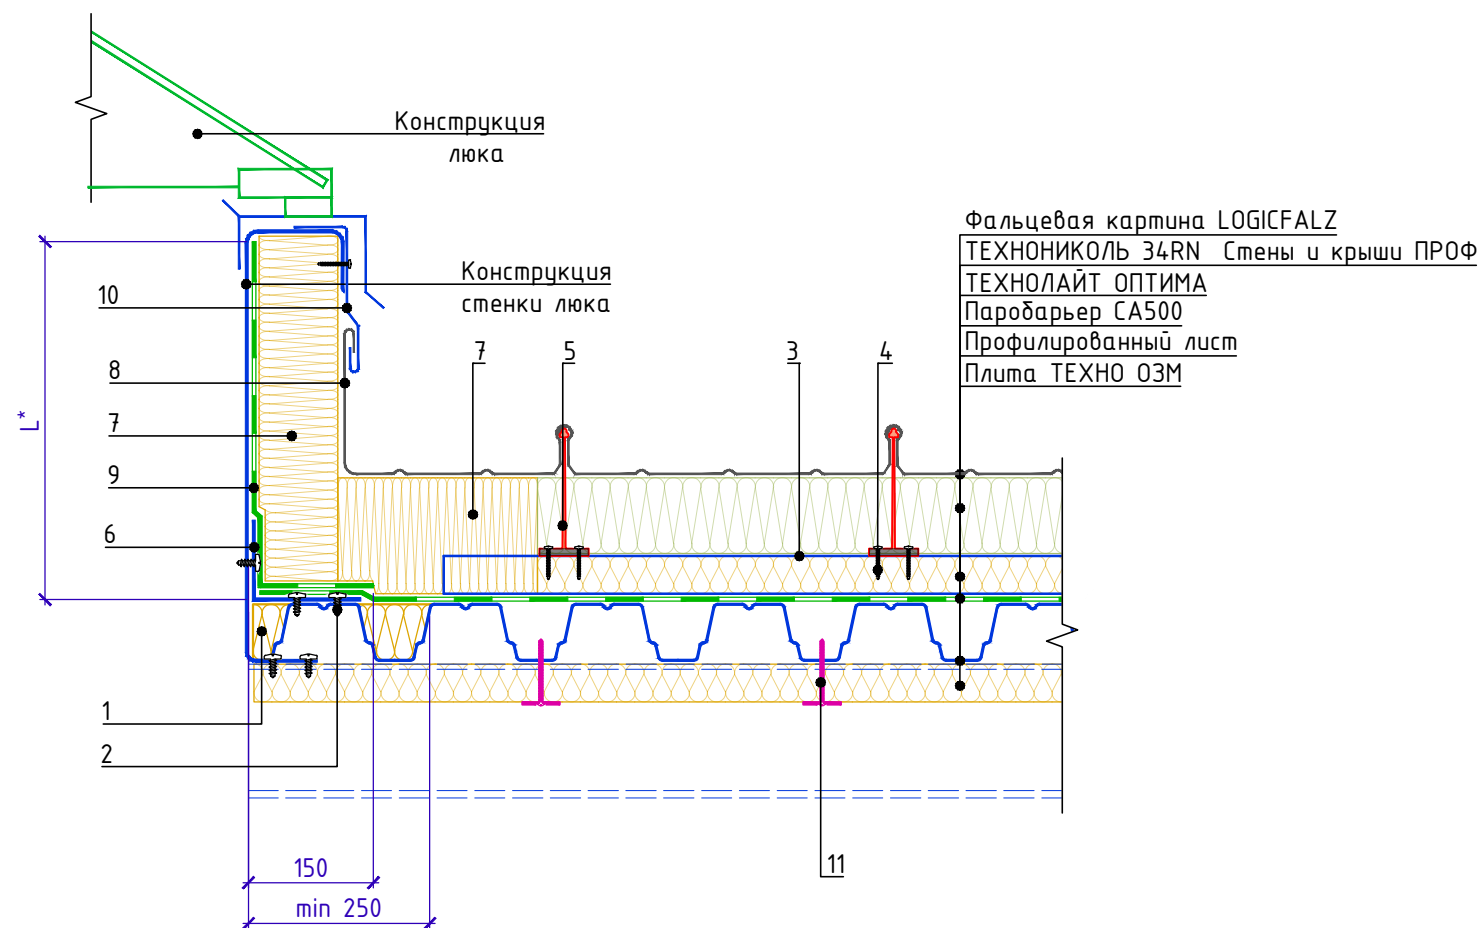 Конструкция
люка
Фальцевая картина LOGICFALZ
ТЕХНОНИКОЛЬ 34RN Стены и крыши ПРОФ
ТЕХНОЛАЙТ ОПТИМА
Паробарьер СА500
Профилированный лист
Плита ТЕХНО ОЗМ
Конструкция
стенки люка
10
8
7
9
6
1
2
7
5
3
4
11
L*
150
min 250